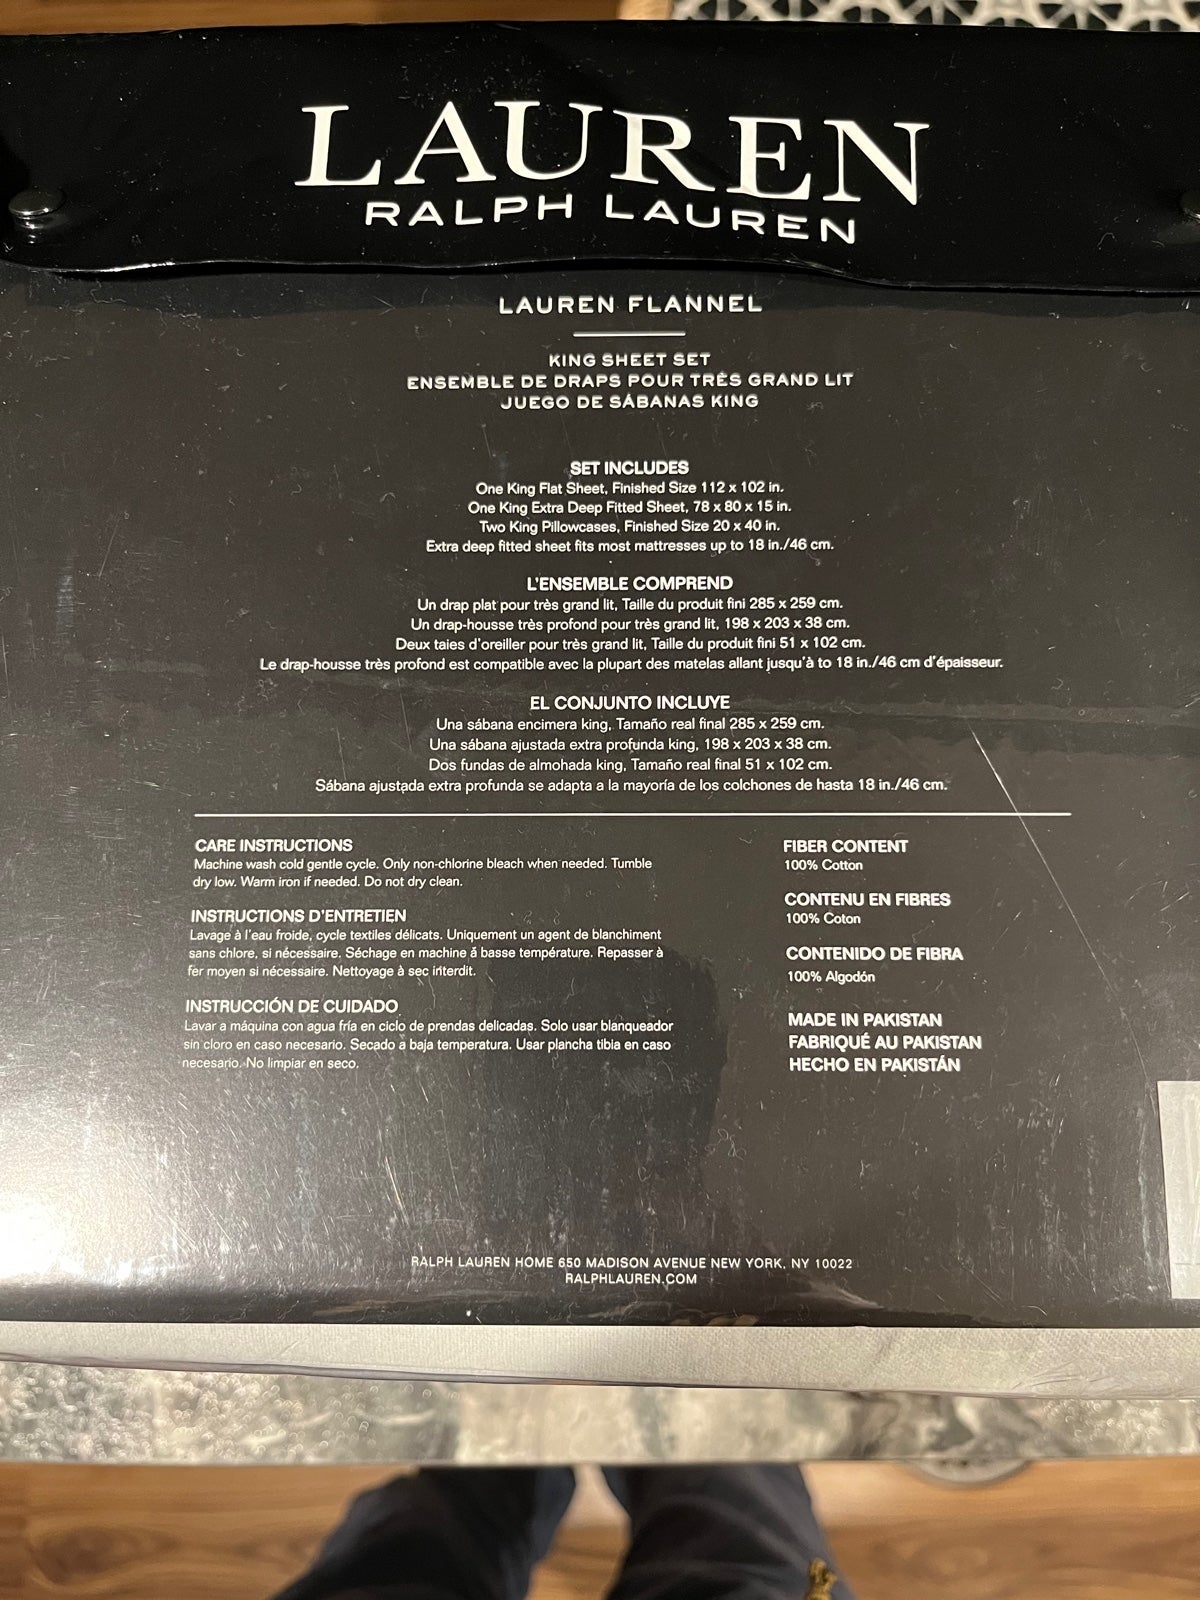 LAUREN
RALPH LAUREN
LAUREN FLANNEL
KING SHEET SET
ENSEMBLE DE DRAPS POUR TRÈS GRAND LIT
JUEGO DE SÁBANAS KING
SET INCLUDES
One King Flat Sheet, Finished Size 112 x 102 in.
One King Extra Deep Fitted Sheet, 78 x 80 x 15 in.
Two King Pillowcases, Finished Size 20 x 40 in.
Extra deep fitted sheet fits most mattresses up to 18 in./46 cm.
L'ENSEMBLE COMPREND
Un drap plat pour très grand lit, Taille du produit fini 285 x 259 cm.
Un drap-housse très profond pour très grand lit, 198 x 203 x 38 cm.
Deux taies d'oreiller pour très grand lit, Taille du produit fini 51 x 102 cm.
Le drap-housse très profond est compatible avec la plupart des matelas allant jusqu'à to 18 in./46 cm d'épaisseur.
EL CONJUNTO INCLUYE
Una sábana encimera king, Tamaño real final 285 x 259 cm.
Una sábana ajustada extra profunda king, 198 x 203 x 38 cm.
Dos fundas de almohada king, Tamaño real final 51 x 102 cm.
Sábana ajustada extra profunda se adapta a la mayoría de los colchones de hasta 18 in./46 cm.
CARE INSTRUCTIONS
Machine wash cold gentle cycle. Only non-chlorine bleach when needed. Tumble
dry low. Warm iron if needed. Do not dry clean.
INSTRUCTIONS D'ENTRETIEN
Lavage à l'eau froide, cycle textiles délicats. Uniquement un agent de blanchiment
sans chlore, si nécessaire. Séchage en machine à basse température. Repasser à
fer moyen si nécessaire. Nettoyage à sec interdit.
INSTRUCCIÓN DE CUIDADO
Lavar a máquina con agua fría en ciclo de prendas delicadas. Solo usar blanqueador
sin cloro en caso necesario. Secado a baja temperatura. Usar plancha tibia en caso
necesario. No limpiar en seco.
FIBER CONTENT
100% Cotton
CONTENU EN FIBRES
100% Coton
CONTENIDO DE FIBRA
100% Algodón
MADE IN PAKISTAN
FABRIQUÉ AU PAKISTAN
HECHO EN PAKISTÁN
RALPH LAUREN HOME 650 MADISON AVENUE NEW YORK, NY 10022
RALPHLAUREN.COM